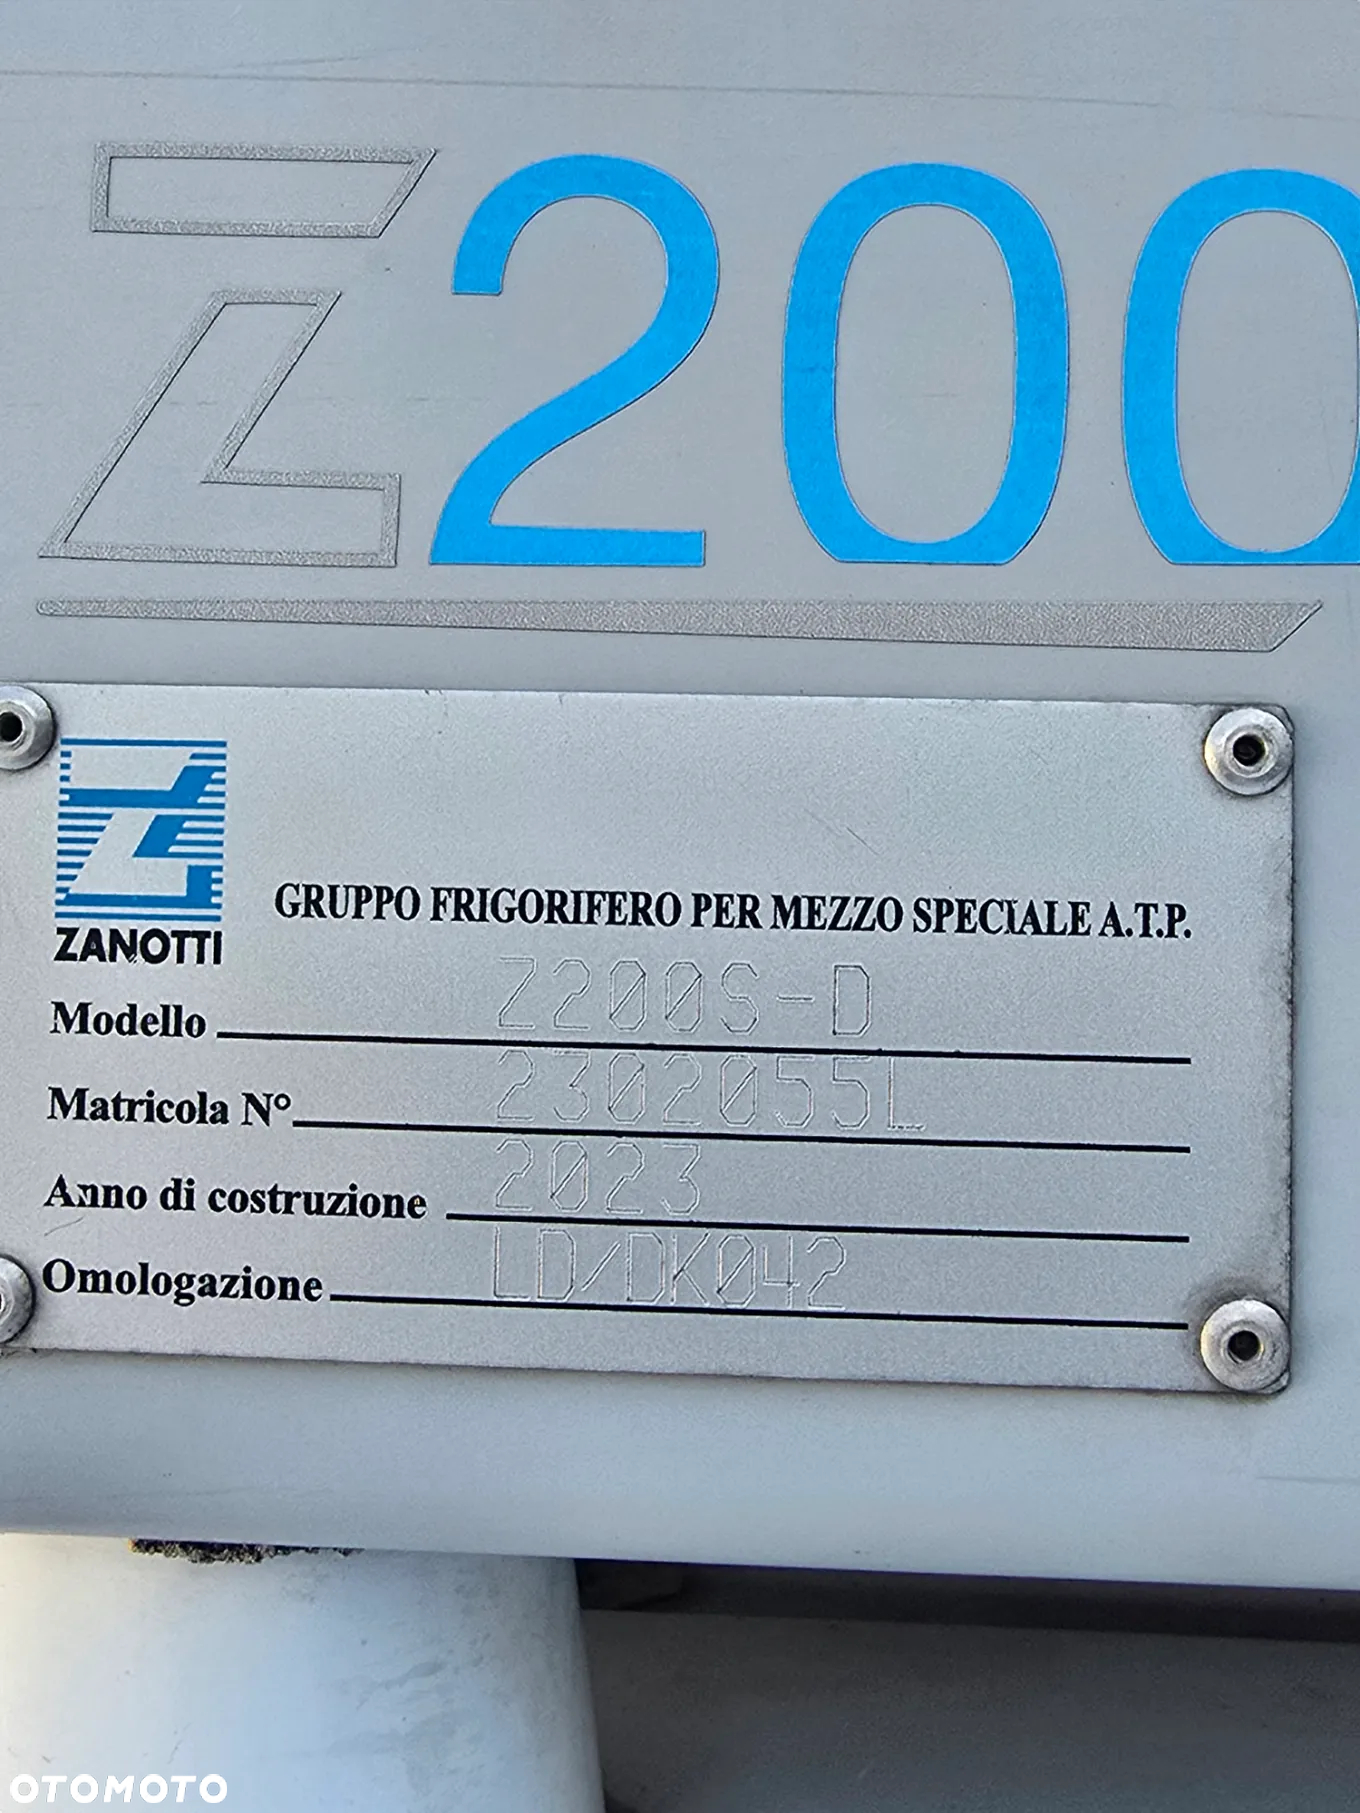 Z200
ZANOTTI
GRUPPO FRIGORIFERO PER MEZZO SPECIALE A.T.P.
Modello Z200S-D
Matricola N° 2302055L
Anno di costruzione 2023
Omologazione LD/DK042
OTOMOTO